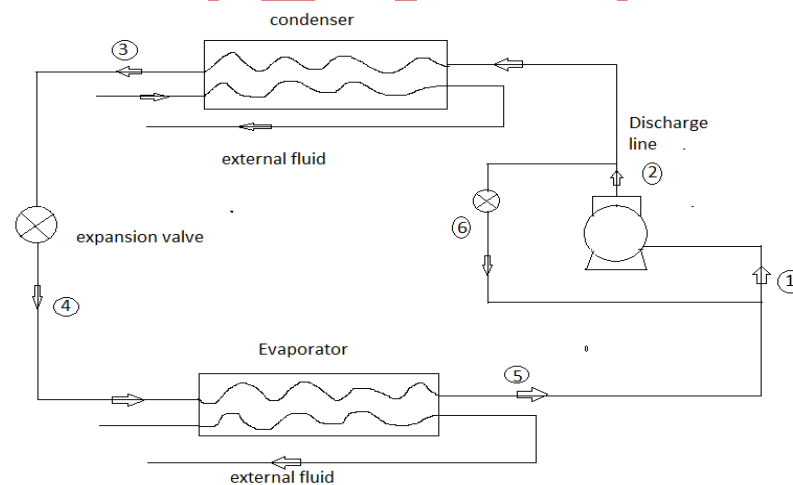 condenser
3
external fluid
Discharge
line
2
6
expansion valve
1
4
Evaporator
5
external fluid